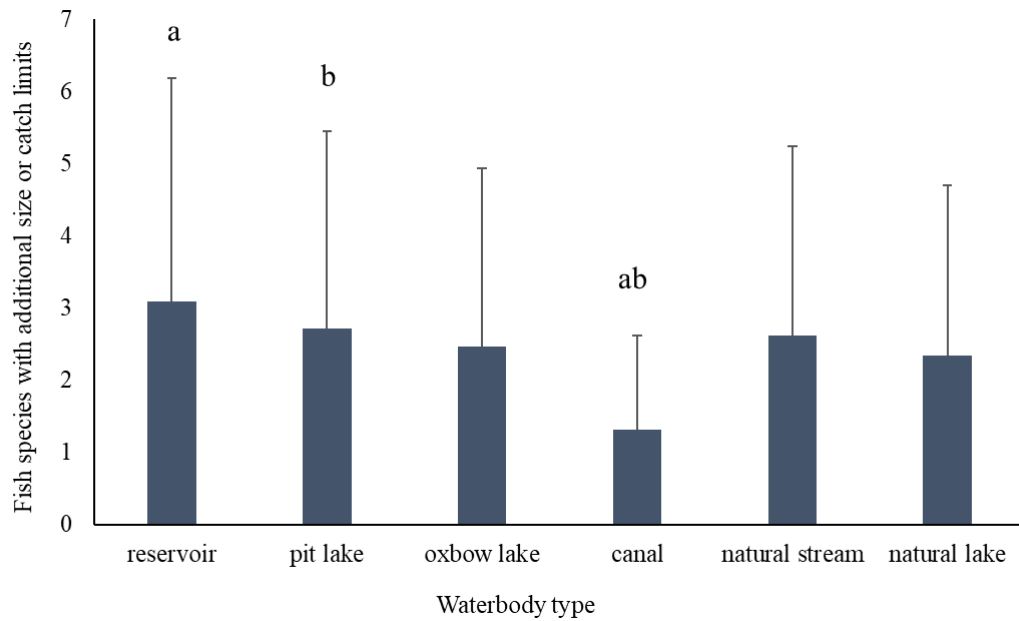 Fish species with additional size or catch limits
7
6
5
4
3
2
1
0
a
b
ab
reservoir pit lake oxbow lake canal natural stream natural lake
Waterbody type